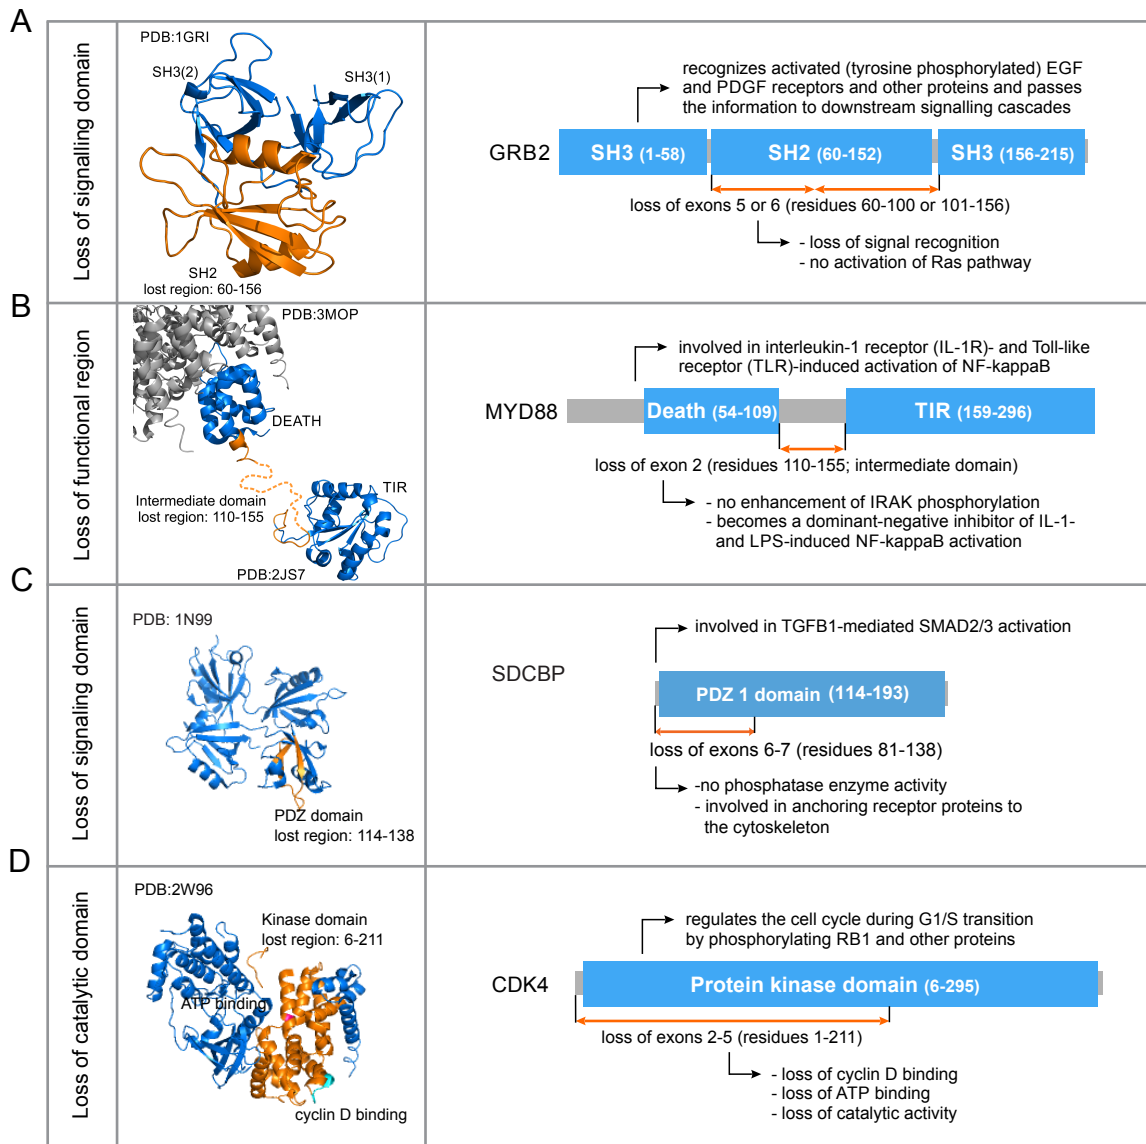 A
Loss of signalling domain
PDB:1GRI
SH3(2)
SH3(1)
SH2
lost region: 60-156
recognizes activated (tyrosine phosphorylated) EGF
and PDGF receptors and other proteins and passes
the information to downstream signalling cascades
GRB2
SH3 (1-58)
SH2 (60-152)
SH3 (156-215)
loss of exons 5 or 6 (residues 60-100 or 101-156)
- loss of signal recognition
- no activation of Ras pathway
B
Loss of functional region
PDB:3MOP
DEATH
Intermediate domain
lost region: 110-155
TIR
PDB:2JS7
involved in interleukin-1 receptor (IL-1R)- and Toll-like
receptor (TLR)-induced activation of NF-kappaB
MYD88
Death (54-109)
TIR (159-296)
loss of exon 2 (residues 110-155; intermediate domain)
- no enhancement of IRAK phosphorylation
- becomes a dominant-negative inhibitor of IL-1-
and LPS-induced NF-kappaB activation
C
Loss of signaling domain
PDB: 1N99
PDZ domain
lost region: 114-138
involved in TGFB1-mediated SMAD2/3 activation
SDCBP
PDZ 1 domain (114-193)
loss of exons 6-7 (residues 81-138)
-no phosphatase enzyme activity
- involved in anchoring receptor proteins to
the cytoskeleton
D
Loss of catalytic domain
PDB:2W96
Kinase domain
lost region: 6-211
ATP binding
cyclin D binding
regulates the cell cycle during G1/S transition
by phosphorylating RB1 and other proteins
CDK4
Protein kinase domain (6-295)
loss of exons 2-5 (residues 1-211)
- loss of cyclin D binding
- loss of ATP binding
- loss of catalytic activity